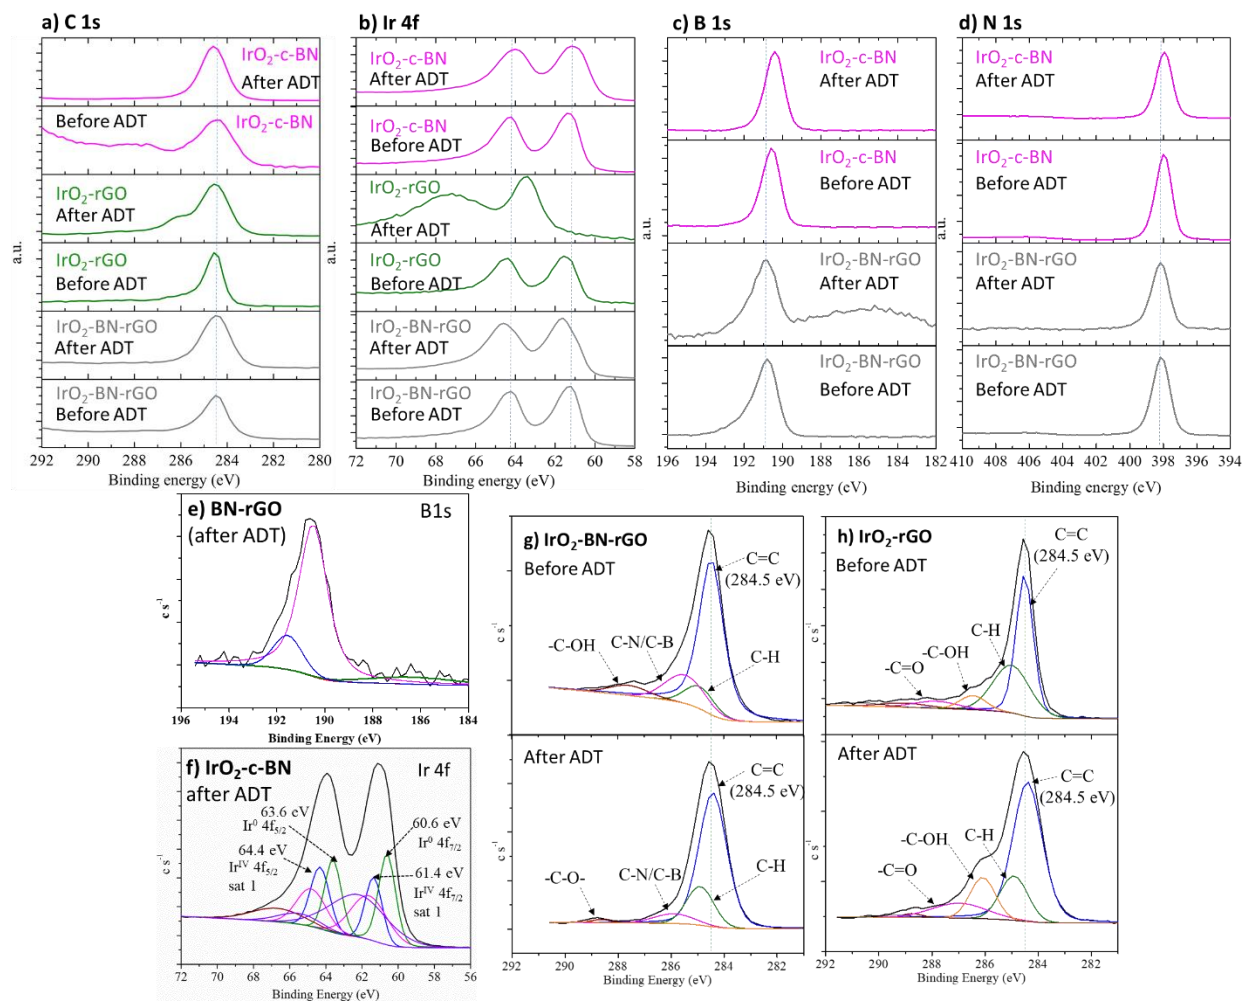 a) C 1s
IrO₂-c-BN
After ADT
Before ADT
IrO₂-c-BN
IrO₂-rGO
After ADT
IrO₂-rGO
Before ADT
IrO₂-BN-rGO
After ADT
IrO₂-BN-rGO
Before ADT
a.u.
292 290 288 286 284 282 280
Binding energy (eV)
b) Ir 4f
IrO₂-c-BN
After ADT
IrO₂-c-BN
Before ADT
IrO₂-rGO
After ADT
IrO₂-rGO
Before ADT
IrO₂-BN-rGO
After ADT
IrO₂-BN-rGO
Before ADT
a.u.
72 70 68 66 64 62 60 58
Binding energy (eV)
c) B 1s
IrO₂-c-BN
After ADT
IrO₂-c-BN
Before ADT
IrO₂-BN-rGO
After ADT
IrO₂-BN-rGO
Before ADT
a.u.
196 194 192 190 188 186 184 182
Binding energy (eV)
d) N 1s
IrO₂-c-BN
After ADT
IrO₂-c-BN
Before ADT
IrO₂-BN-rGO
After ADT
IrO₂-BN-rGO
Before ADT
a.u.
410 408 406 404 402 400 398 396 394
Binding energy (eV)
e) BN-rGO
(after ADT)
B1s
c s⁻¹
196 194 192 190 188 184
Binding Energy (eV)
f) IrO₂-c-BN
after ADT
Ir 4f
63.6 eV
Ir⁰ 4f5/2
64.4 eV
Ir^IV 4f5/2
sat 1
60.6 eV
Ir⁰ 4f7/2
61.4 eV
Ir^IV 4f7/2
sat 1
c s⁻¹
72 70 68 66 64 62 60 58 56
Binding Energy (eV)
g) IrO₂-BN-rGO
Before ADT
C=C
(284.5 eV)
C-N/C-B
-C-OH
C-H
c s⁻¹
After ADT
C=C
(284.5 eV)
C-N/C-B
-C-O-
C-H
c s⁻¹
292 290 288 286 284 282
Binding Energy (eV)
h) IrO₂-rGO
Before ADT
C=C
(284.5 eV)
C-H
-C-OH
-C=O
c s⁻¹
After ADT
C=C
(284.5 eV)
C-H
-C-OH
-C=O
c s⁻¹
292 290 288 286 284 282
Binding Energy (eV)